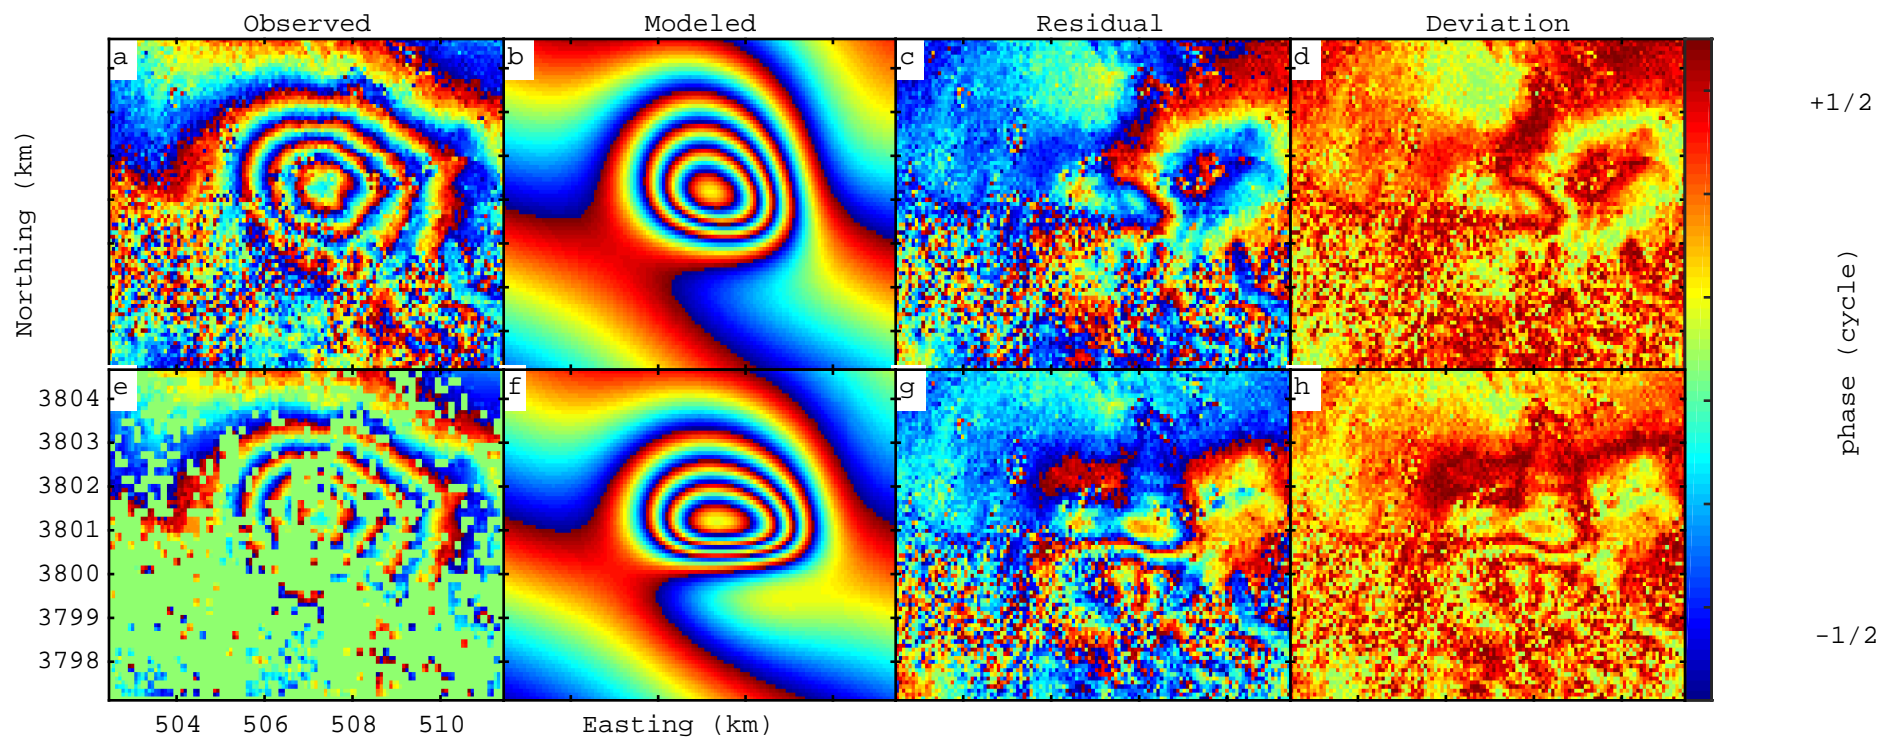 Observed Modeled Residual Deviation
a b c d
+1/2
Northing (km)
phase (cycle)
e f g h
3804
3803
3802
3801
3800
3799
3798
-1/2
504 506 508 510 Easting (km)